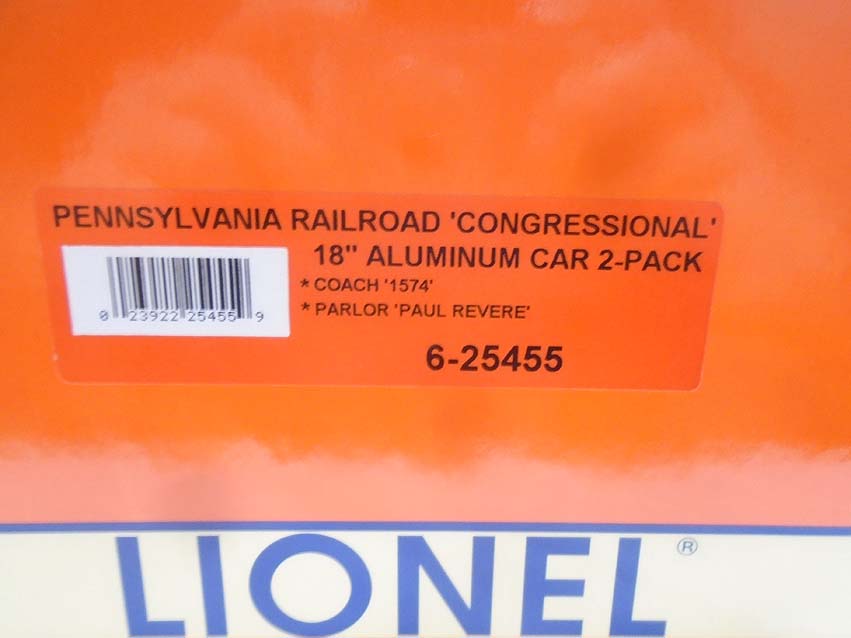 PENNSYLVANIA RAILROAD 'CONGRESSIONAL'
18" ALUMINUM CAR 2-PACK
* COACH '1574'
* PARLOR 'PAUL REVERE'
0 23922 25455 9
6-25455
LIONEL®